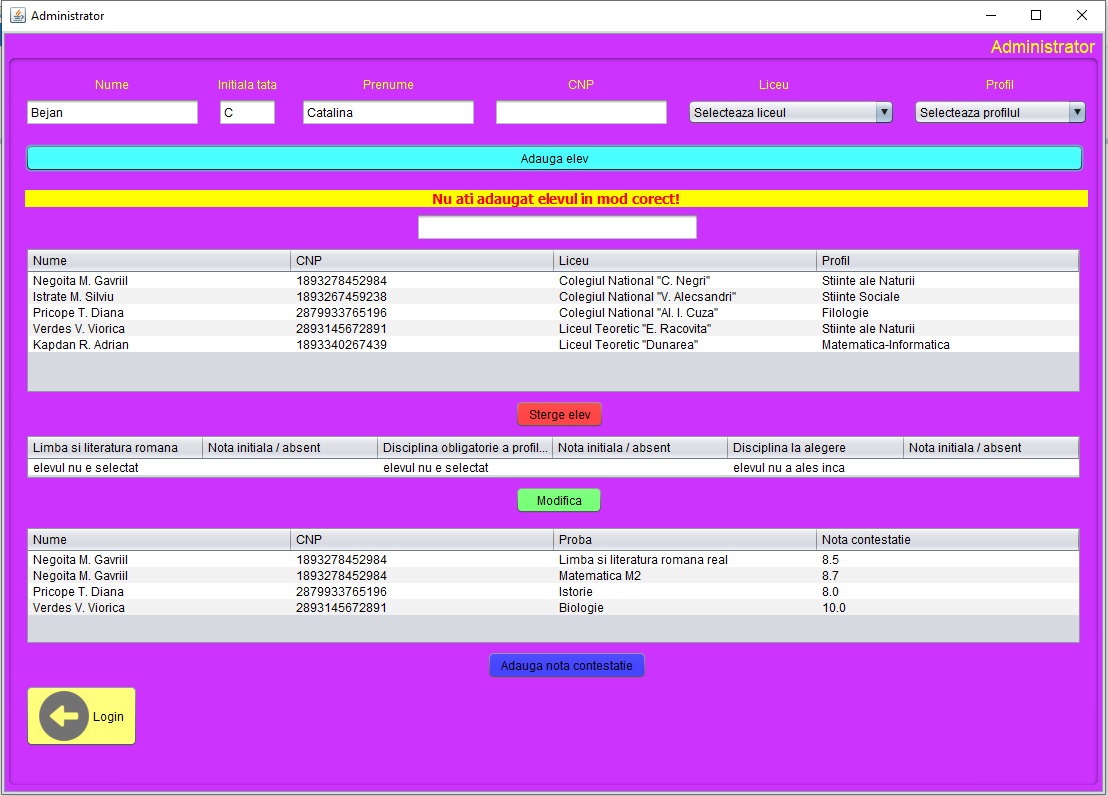 Administrator
Administrator
Nume Initiala tata Prenume CNP Liceu Profil
Bejan C Catalina Selecteaza liceul Selecteaza profilul
Adauga elev
Nu ati adaugat elevul in mod corect!
Nume CNP Liceu Profil
Negoita M. Gavriil 1893278452984 Colegiul National "C. Negri" Stiinte ale Naturii
Istrate M. Silviu 1893267459238 Colegiul National "V. Alecsandri" Stiinte Sociale
Pricope T. Diana 2879933765196 Colegiul National "Al. I. Cuza" Filologie
Verdes V. Viorica 2893145672891 Liceul Teoretic "E. Racovita" Stiinte ale Naturii
Kapdan R. Adrian 1893340267439 Liceul Teoretic "Dunarea" Matematica-Informatica
Sterge elev
Limba si literatura romana Nota initiala / absent Disciplina obligatorie a profil... Nota initiala / absent Disciplina la alegere Nota initiala / absent
elevul nu e selectat elevul nu e selectat elevul nu a ales inca
Modifica
Nume CNP Proba Nota contestatie
Negoita M. Gavriil 1893278452984 Limba si literatura romana real 8.5
Negoita M. Gavriil 1893278452984 Matematica M2 8.7
Pricope T. Diana 2879933765196 Istorie 8.0
Verdes V. Viorica 2893145672891 Biologie 10.0
Adauga nota contestatie
Login